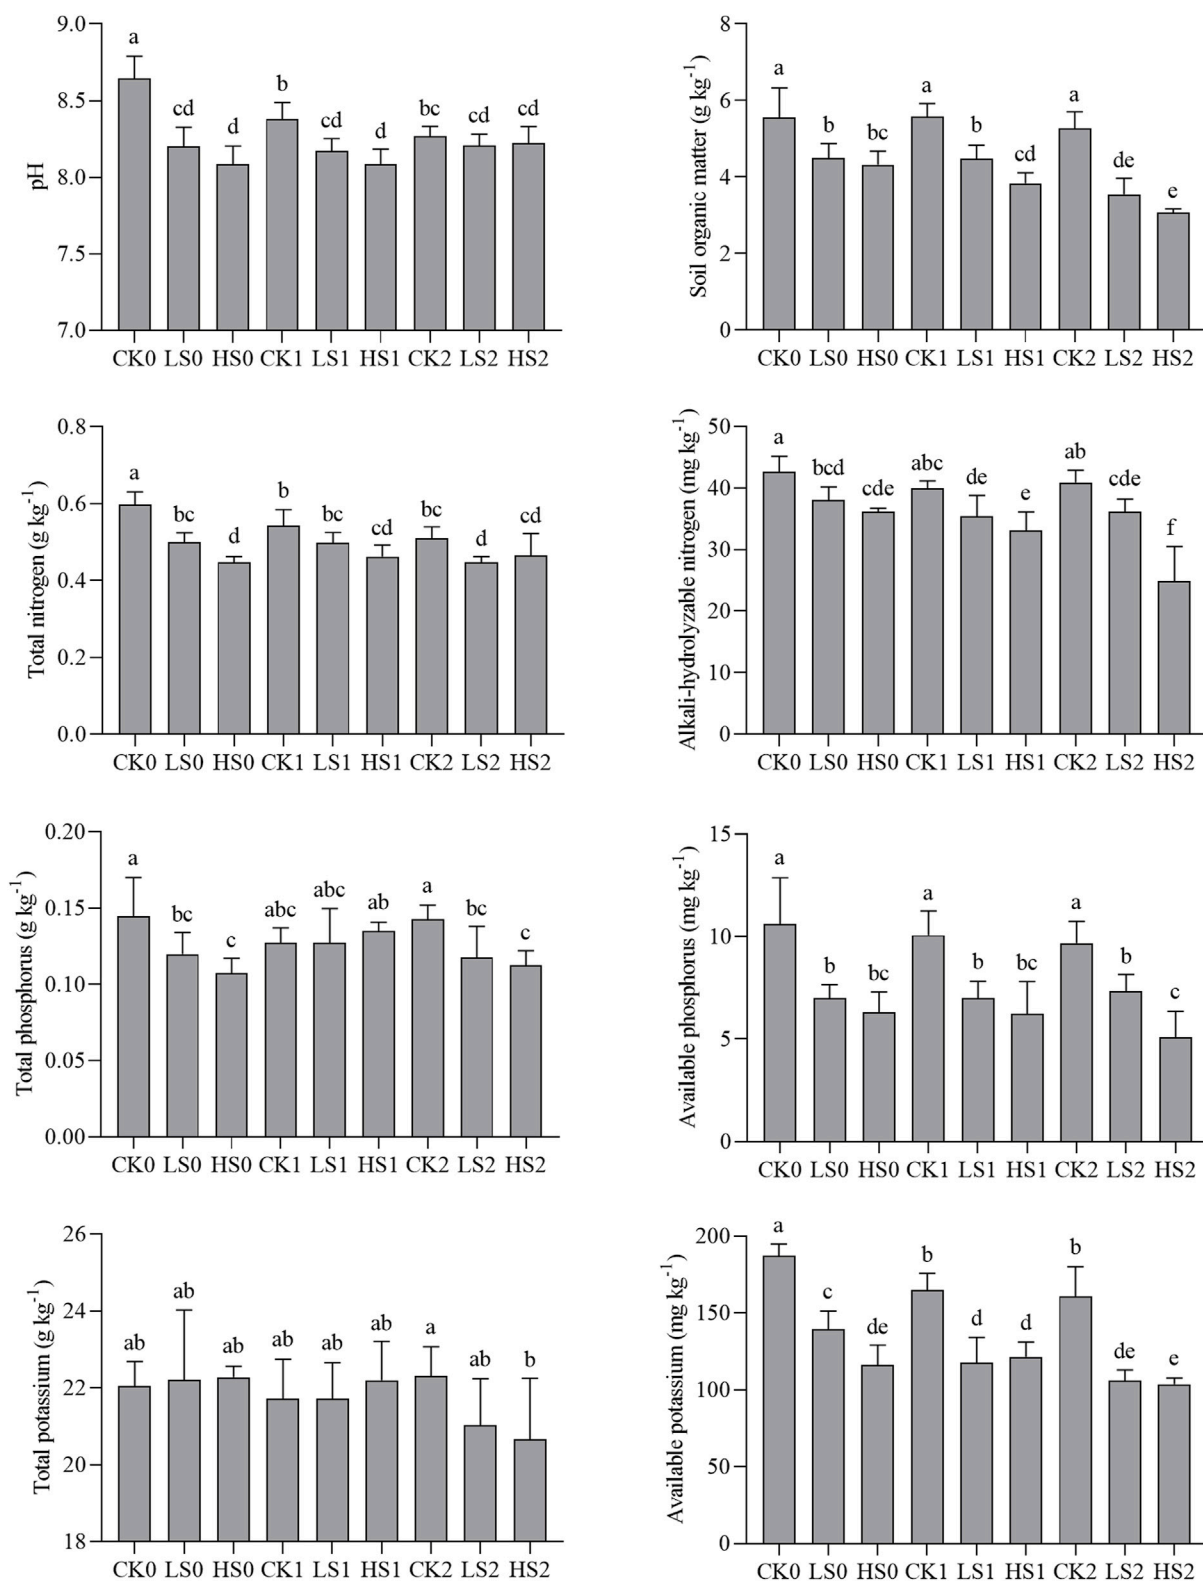 pH
9.0
8.5
8.0
7.5
7.0
a
cd
d
b
cd
d
bc
cd
cd
CK0 LS0 HS0 CK1 LS1 HS1 CK2 LS2 HS2
Soil organic matter (g kg⁻¹)
8
6
4
2
0
a
b
bc
a
b
cd
a
de
e
CK0 LS0 HS0 CK1 LS1 HS1 CK2 LS2 HS2
Total nitrogen (g kg⁻¹)
0.8
0.6
0.4
0.2
0.0
a
bc
d
b
bc
cd
bc
d
cd
CK0 LS0 HS0 CK1 LS1 HS1 CK2 LS2 HS2
Alkali-hydrolyzable nitrogen (mg kg⁻¹)
50
40
30
20
10
0
a
bcd
cde
abc
de
e
ab
cde
f
CK0 LS0 HS0 CK1 LS1 HS1 CK2 LS2 HS2
Total phosphorus (g kg⁻¹)
0.20
0.15
0.10
0.05
0.00
a
bc
c
abc
abc
ab
a
bc
c
CK0 LS0 HS0 CK1 LS1 HS1 CK2 LS2 HS2
Available phosphorus (mg kg⁻¹)
15
10
5
0
a
b
bc
a
b
bc
a
b
c
CK0 LS0 HS0 CK1 LS1 HS1 CK2 LS2 HS2
Total potassium (g kg⁻¹)
26
24
22
20
18
ab
ab
ab
ab
ab
ab
a
ab
b
CK0 LS0 HS0 CK1 LS1 HS1 CK2 LS2 HS2
Available potassium (mg kg⁻¹)
200
150
100
50
0
a
c
de
b
d
d
b
de
e
CK0 LS0 HS0 CK1 LS1 HS1 CK2 LS2 HS2